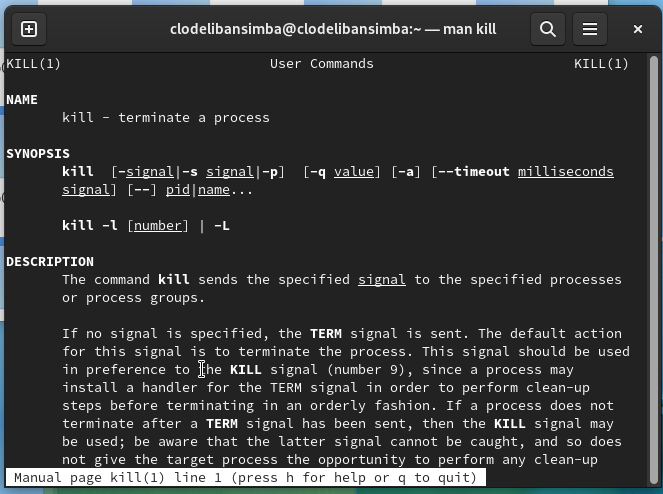 clodelibansimba@clodelibansimba:~ — man kill
KILL(1) User Commands KILL(1)
NAME
kill - terminate a process
SYNOPSIS
kill [-signal|-s signal|-p] [-q value] [-a] [--timeout milliseconds
signal] [--] pid|name...
kill -l [number] | -L
DESCRIPTION
The command kill sends the specified signal to the specified processes
or process groups.
If no signal is specified, the TERM signal is sent. The default action
for this signal is to terminate the process. This signal should be used
in preference to the KILL signal (number 9), since a process may
install a handler for the TERM signal in order to perform clean-up
steps before terminating in an orderly fashion. If a process does not
terminate after a TERM signal has been sent, then the KILL signal may
be used; be aware that the latter signal cannot be caught, and so does
not give the target process the opportunity to perform any clean-up
Manual page kill(1) line 1 (press h for help or q to quit)